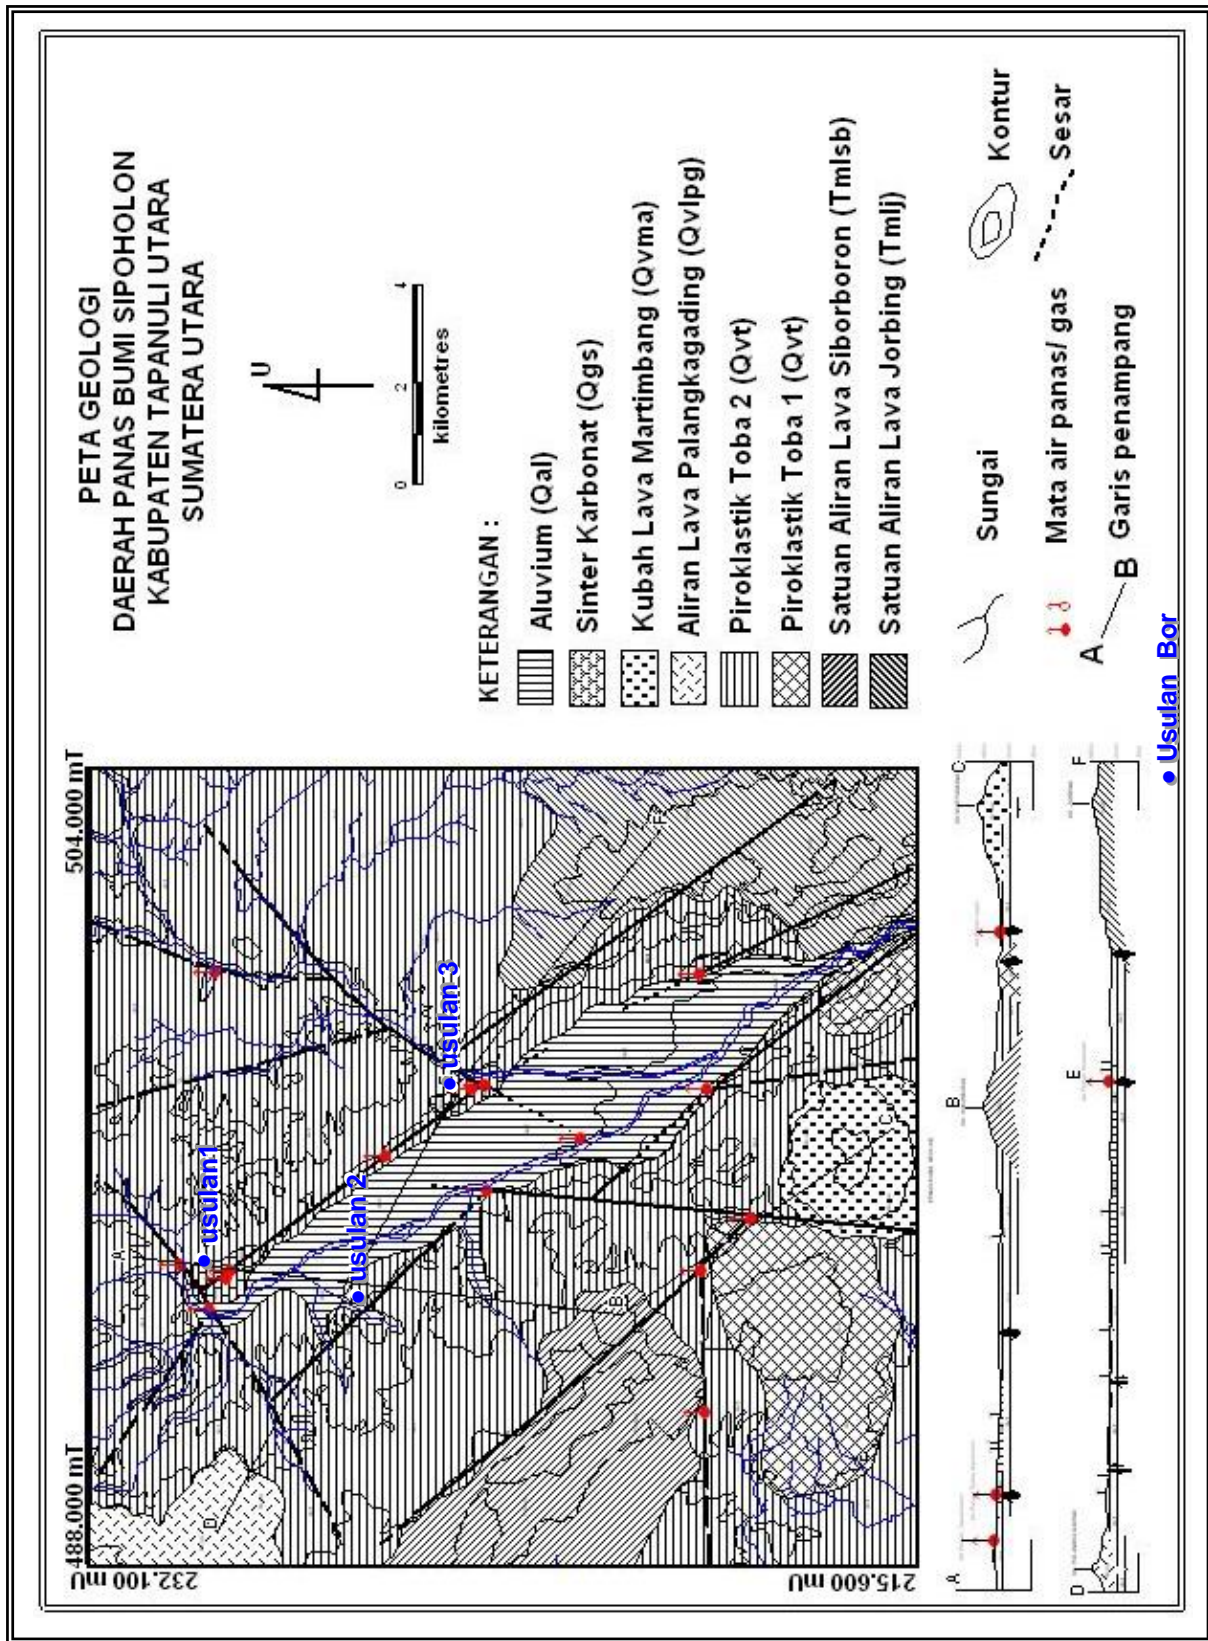 PETA GEOLOGI
DAERAH PANAS BUMI SIPOHOLON
KABUPATEN TAPANULI UTARA
SUMATERA UTARA
U
0 2 4
kilometres
KETERANGAN :
Aluvium (Qal)
Sinter Karbonat (Qgs)
Kubah Lava Martimbang (Qvma)
Aliran Lava Palangkagading (Qvlpg)
Piroklastik Toba 2 (Qvt)
Piroklastik Toba 1 (Qvt)
Satuan Aliran Lava Siborboron (Tmlsb)
Satuan Aliran Lava Jorbing (Tmlj)
Sungai
Kontur
Mata air panas/ gas
Sesar
A B Garis penampang
• Usulan Bor
488.000 mT
504.000 mT
232.100 mU
215.600 mU
• usulan1
• usulan 2
• usulan 3
A
B
C
D
F
A
B
C
D
E
F